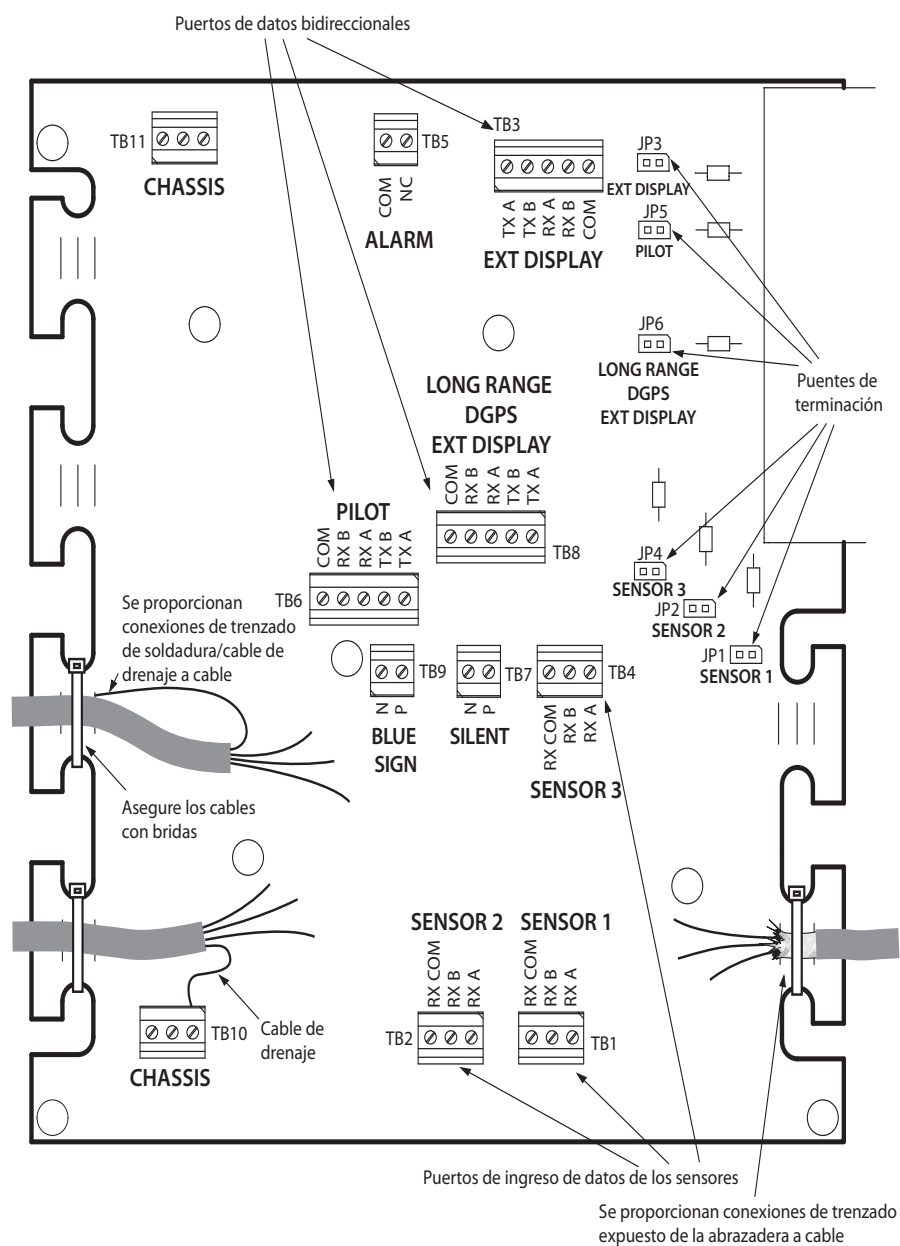 Puertos de datos bidireccionales
TB11
CHASSIS
TB5
COM
NC
ALARM
TB3
TX A
TX B
RX A
RX B
COM
EXT DISPLAY
JP3
EXT DISPLAY
JP5
PILOT
JP6
LONG RANGE
DGPS
EXT DISPLAY
Puentes de
terminación
LONG RANGE
DGPS
EXT DISPLAY
COM
RX B
RX A
TX B
TX A
TB8
PILOT
COM
RX B
RX A
TX B
TX A
TB6
JP4
SENSOR 3
JP2
SENSOR 2
JP1
SENSOR 1
Se proporcionan
conexiones de trenzado
de soldadura/cable de
drenaje a cable
TB9
N
P
BLUE
SIGN
TB7
N
P
SILENT
TB4
RX COM
RX B
RX A
SENSOR 3
Asegure los cables
con bridas
SENSOR 2
RX COM
RX B
RX A
TB2
SENSOR 1
RX COM
RX B
RX A
TB1
TB10
CHASSIS
Cable de
drenaje
Puertos de ingreso de datos de los sensores
Se proporcionan conexiones de trenzado
expuesto de la abrazadera a cable